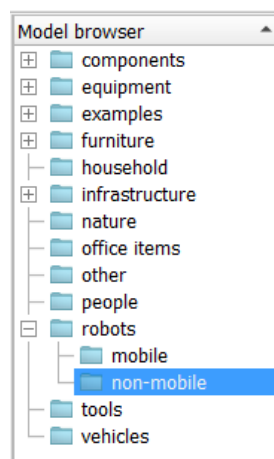 Model browser
components
equipment
examples
furniture
household
infrastructure
nature
office items
other
people
robots
mobile
non-mobile
tools
vehicles